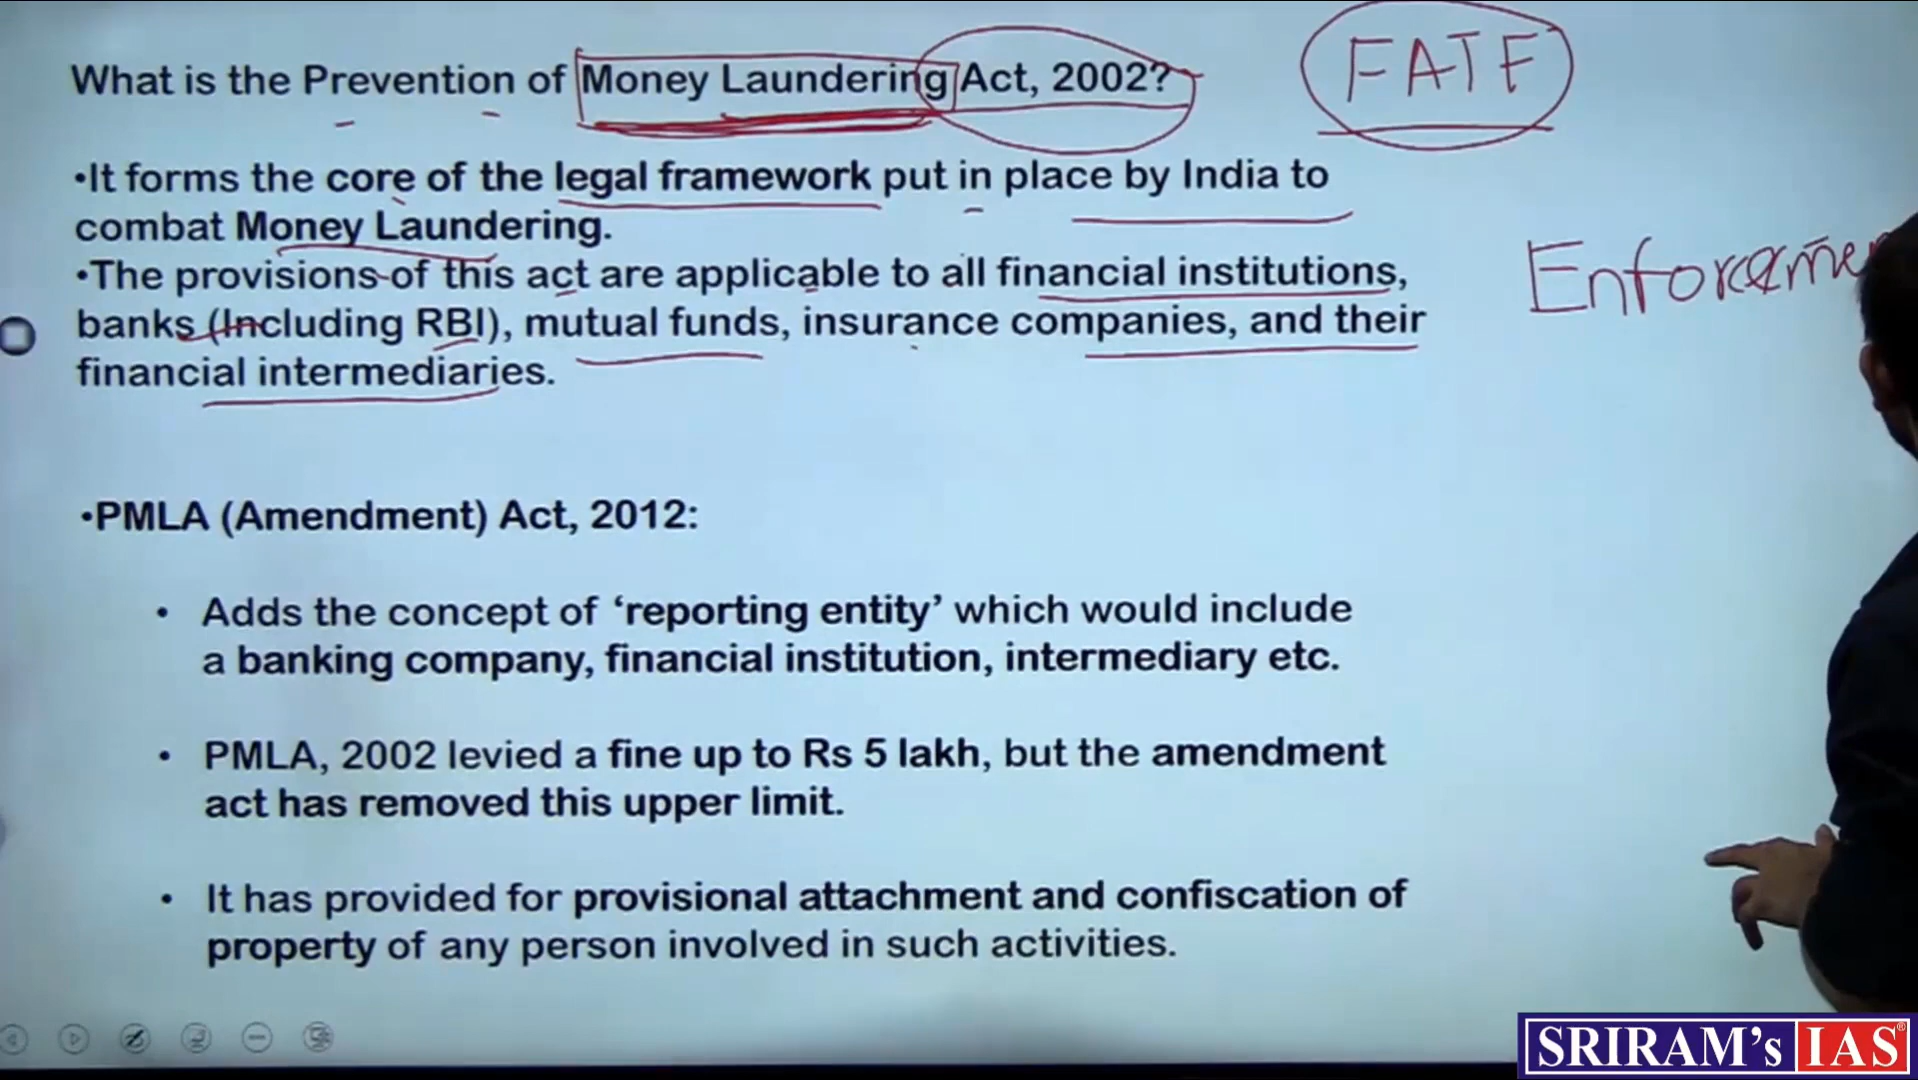 What is the Prevention of Money Laundering Act, 2002?
FATF
•It forms the core of the legal framework put in place by India to
combat Money Laundering.
•The provisions of this act are applicable to all financial institutions,
banks (Including RBI), mutual funds, insurance companies, and their
financial intermediaries.
•PMLA (Amendment) Act, 2012:
• Adds the concept of ‘reporting entity’ which would include
a banking company, financial institution, intermediary etc.
• PMLA, 2002 levied a fine up to Rs 5 lakh, but the amendment
act has removed this upper limit.
• It has provided for provisional attachment and confiscation of
property of any person involved in such activities.
SRIRAM's IAS®